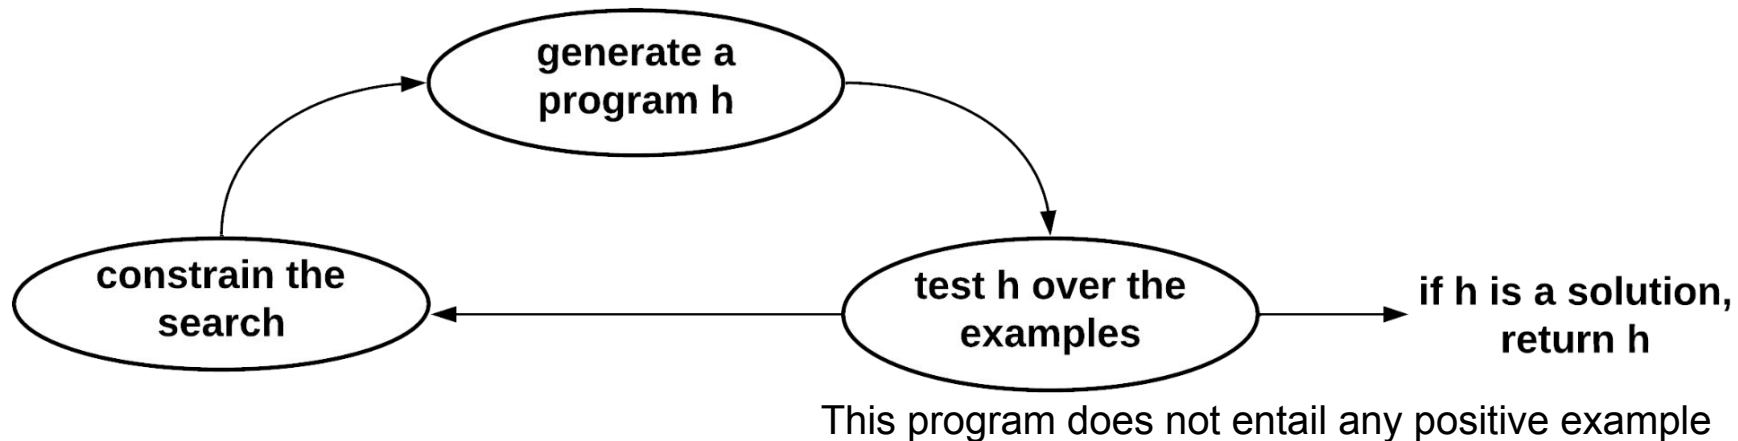 generate a
program h
constrain the
search
test h over the
examples
if h is a solution,
return h
This program does not entail any positive example